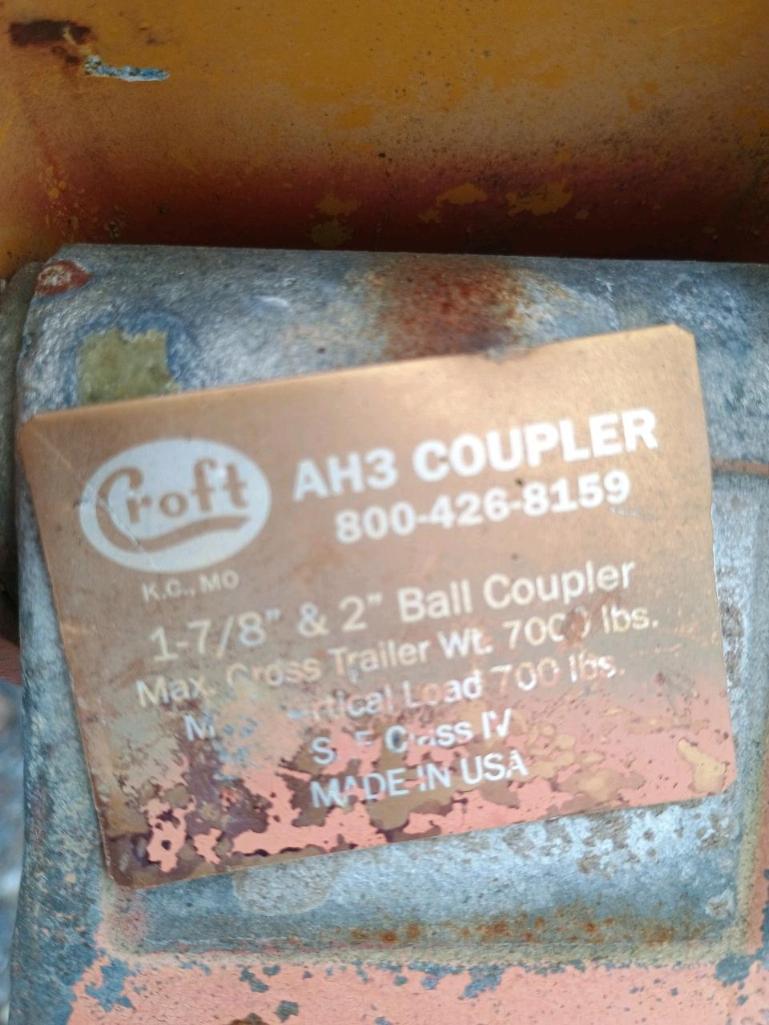 Croft
K.C., MO
AH3 COUPLER
800-426-8159
1-7/8" & 2" Ball Coupler
Max. Gross Trailer Wt. 7000 lbs.
Vertical Load 700 lbs.
Class IV
MADE IN USA